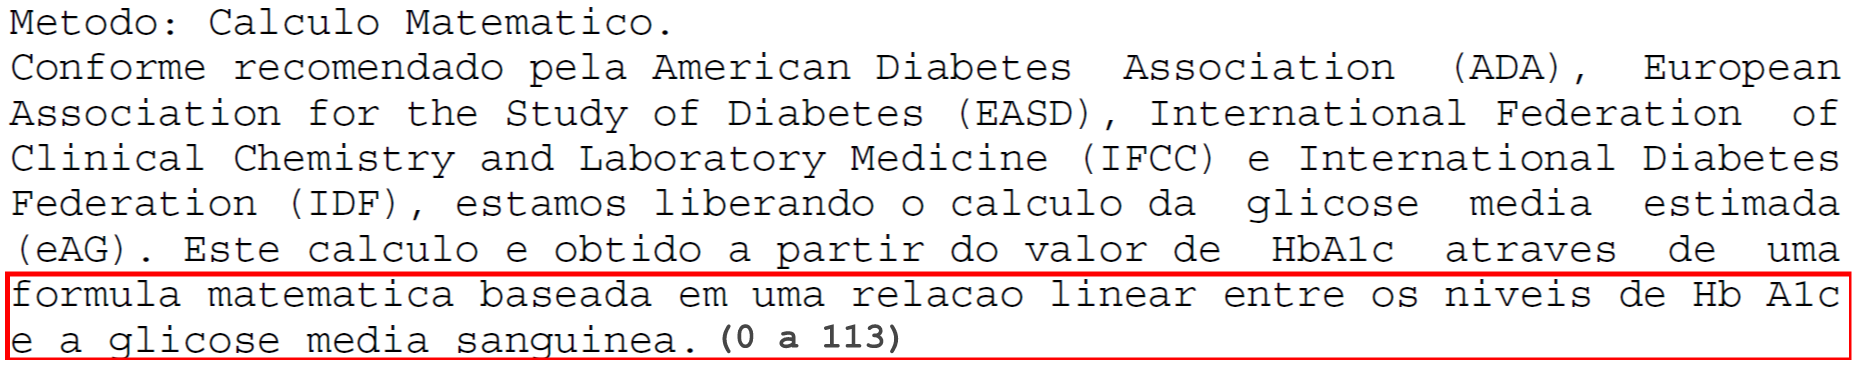 Metodo: Calculo Matematico.
Conforme recomendado pela American Diabetes Association (ADA), European
Association for the Study of Diabetes (EASD), International Federation of
Clinical Chemistry and Laboratory Medicine (IFCC) e International Diabetes
Federation (IDF), estamos liberando o calculo da glicose media estimada
(eAG). Este calculo e obtido a partir do valor de HbA1c atraves de uma
formula matematica baseada em uma relacao linear entre os niveis de Hb A1c
e a glicose media sanguinea. (0 a 113)